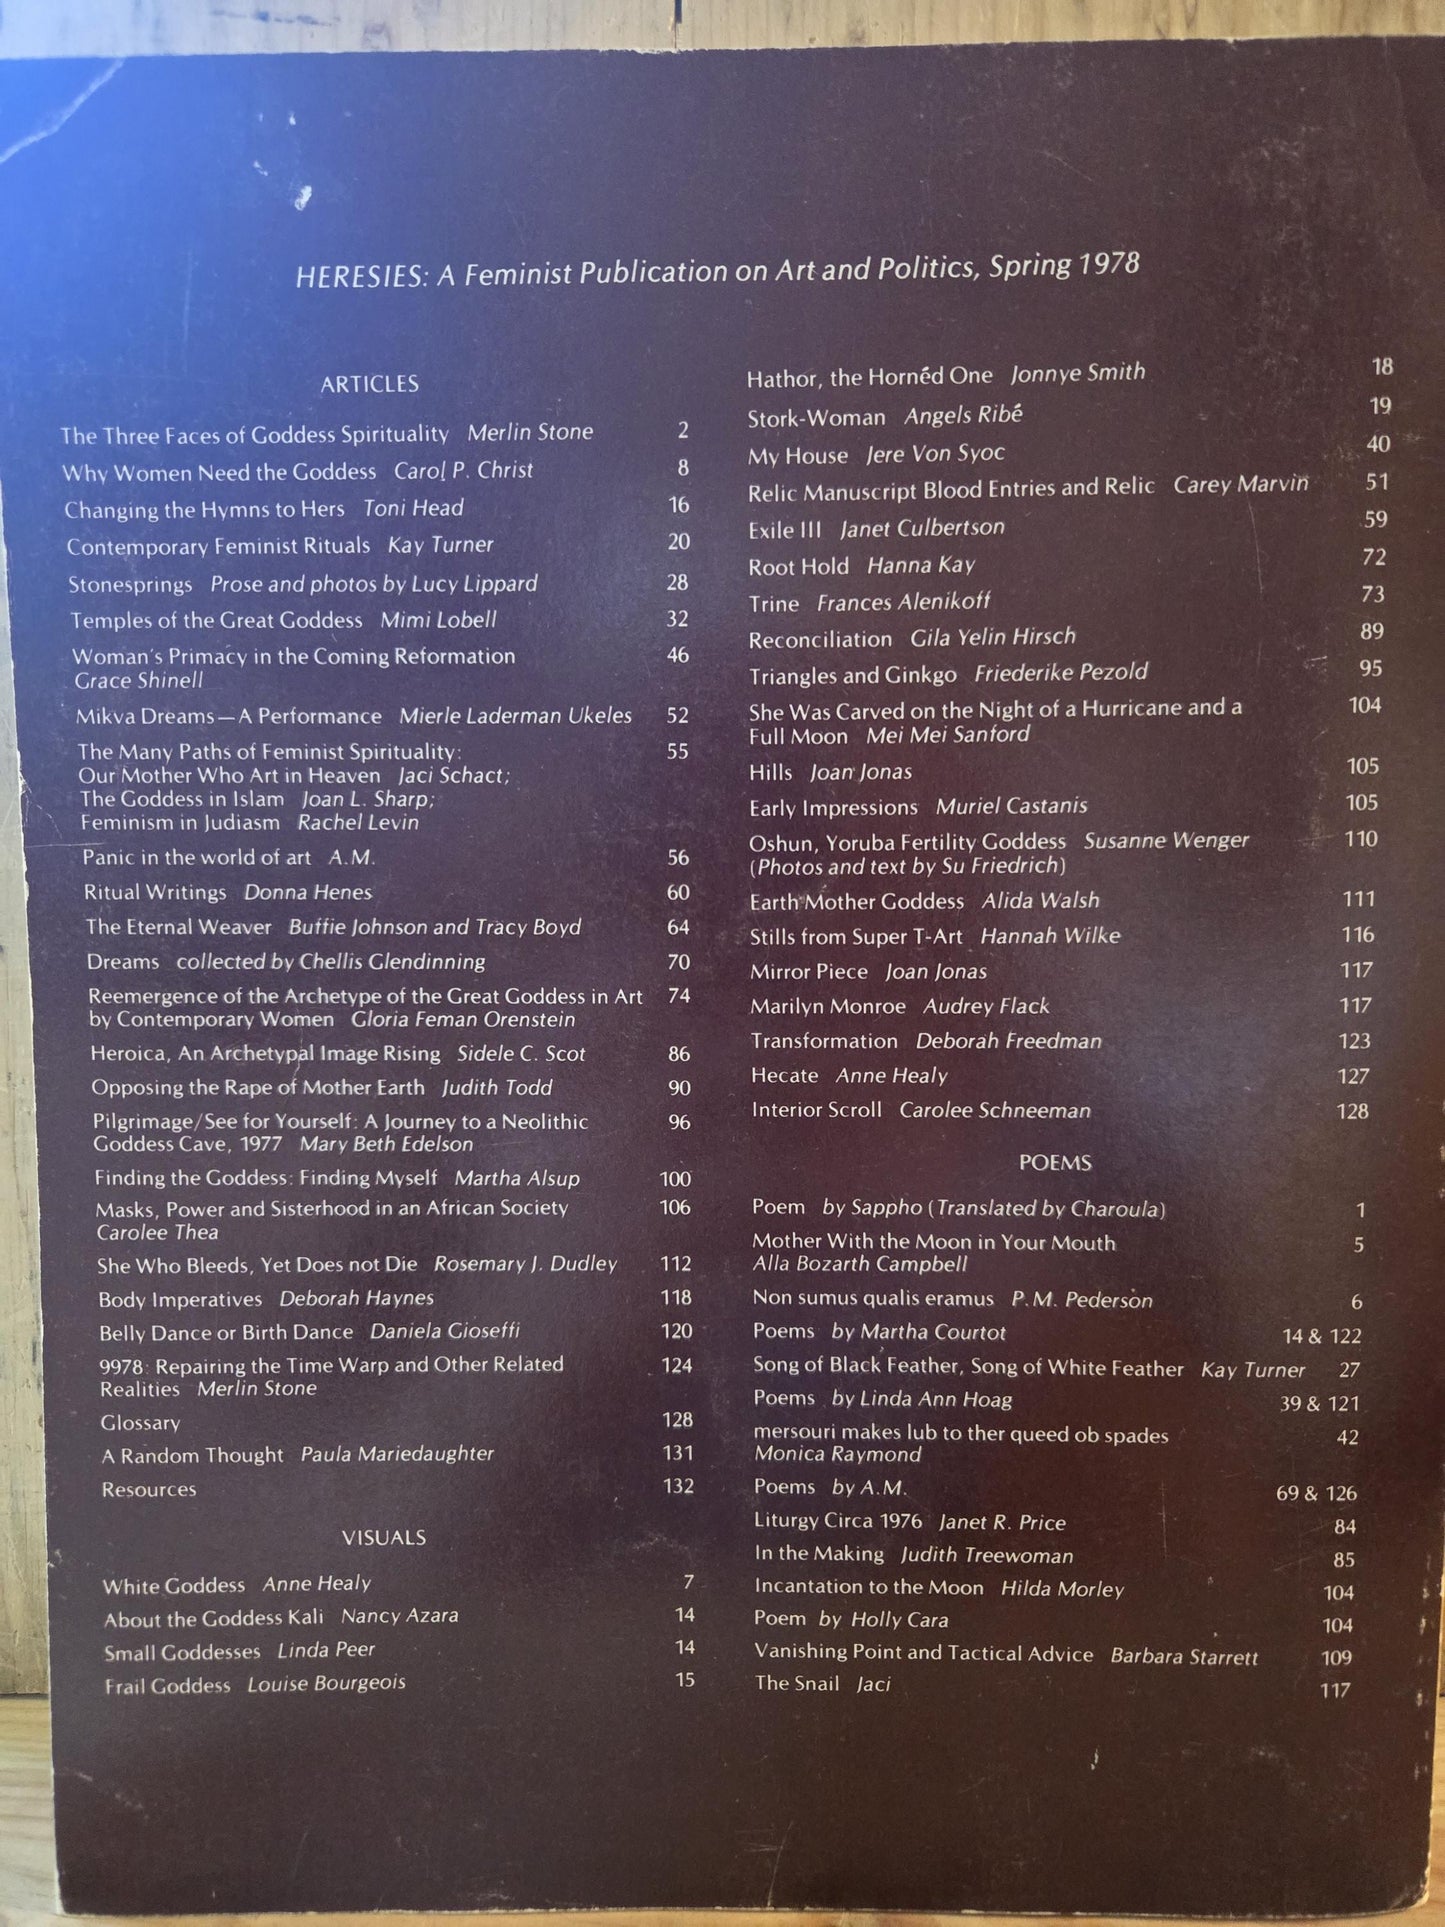 HERESIES: A Feminist Publication on Art and Politics, Spring 1978
ARTICLES
The Three Faces of Goddess Spirituality Merlin Stone 2
Why Women Need the Goddess Carol P. Christ 8
Changing the Hymns to Hers Toni Head 16
Contemporary Feminist Rituals Kay Turner 20
Stonesprings Prose and photos by Lucy Lippard 28
Temples of the Great Goddess Mimi Lobell 32
Woman's Primacy in the Coming Reformation 46
Grace Shinell
Mikva Dreams—A Performance Mierle Laderman Ukeles 52
The Many Paths of Feminist Spirituality: 55
Our Mother Who Art in Heaven Jaci Schact;
The Goddess in Islam Joan L. Sharp;
Feminism in Judiasm Rachel Levin
Panic in the world of art A.M. 56
Ritual Writings Donna Henes 60
The Eternal Weaver Buffie Johnson and Tracy Boyd 64
Dreams collected by Chellis Glendinning 70
Reemergence of the Archetype of the Great Goddess in Art 74
by Contemporary Women Gloria Feman Orenstein
Heroica, An Archetypal Image Rising Sidele C. Scot 86
Opposing the Rape of Mother Earth Judith Todd 90
Pilgrimage/See for Yourself: A Journey to a Neolithic 96
Goddess Cave, 1977 Mary Beth Edelson
Finding the Goddess: Finding Myself Martha Alsup 100
Masks, Power and Sisterhood in an African Society 106
Carolee Thea
She Who Bleeds, Yet Does not Die Rosemary J. Dudley 112
Body Imperatives Deborah Haynes 118
Belly Dance or Birth Dance Daniela Gioseffi 120
9978: Repairing the Time Warp and Other Related 124
Realities Merlin Stone
Glossary 128
A Random Thought Paula Mariedaughter 131
Resources 132
VISUALS
White Goddess Anne Healy 7
About the Goddess Kali Nancy Azara 14
Small Goddesses Linda Peer 14
Frail Goddess Louise Bourgeois 15
Hathor, the Hornéd One Jonnye Smith 18
Stork-Woman Angels Ribé 19
My House Jere Von Syoc 40
Relic Manuscript Blood Entries and Relic Carey Marvin 51
Exile III Janet Culbertson 59
Root Hold Hanna Kay 72
Trine Frances Alenikoff 73
Reconciliation Gila Yelin Hirsch 89
Triangles and Ginkgo Friederike Pezold 95
She Was Carved on the Night of a Hurricane and a 104
Full Moon Mei Mei Sanford
Hills Joan Jonas 105
Early Impressions Muriel Castanis 105
Oshun, Yoruba Fertility Goddess Susanne Wenger 110
(Photos and text by Su Friedrich)
Earth Mother Goddess Alida Walsh 111
Stills from Super T-Art Hannah Wilke 116
Mirror Piece Joan Jonas 117
Marilyn Monroe Audrey Flack 117
Transformation Deborah Freedman 123
Hecate Anne Healy 127
Interior Scroll Carolee Schneeman 128
POEMS
Poem by Sappho (Translated by Charoula) 1
Mother With the Moon in Your Mouth 5
Alla Bozarth Campbell
Non sumus qualis eramus P.M. Pederson 6
Poems by Martha Courtot 14 & 122
Song of Black Feather, Song of White Feather Kay Turner 27
Poems by Linda Ann Hoag 39 & 121
mersouri makes lub to ther queed ob spades 42
Monica Raymond
Poems by A.M. 69 & 126
Liturgy Circa 1976 Janet R. Price 84
In the Making Judith Treewoman 85
Incantation to the Moon Hilda Morley 104
Poem by Holly Cara 104
Vanishing Point and Tactical Advice Barbara Starrett 109
The Snail Jaci 117